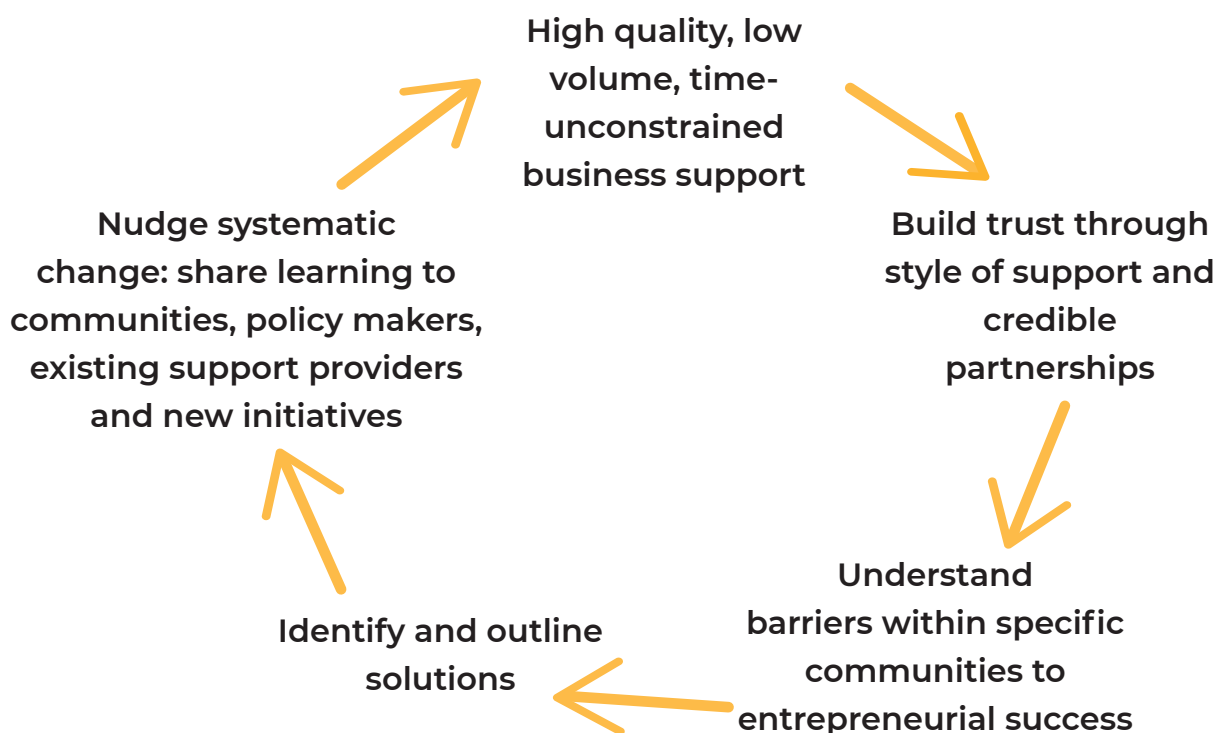 High quality, low
volume, time-
unconstrained
business support
Build trust through
style of support and
credible
partnerships
Understand
barriers within specific
communities to
entrepreneurial success
Identify and outline
solutions
Nudge systematic
change: share learning to
communities, policy makers,
existing support providers
and new initiatives